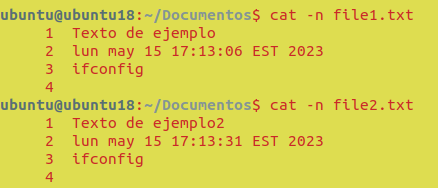 ubuntu@ubuntu18:~/Documentos$ cat -n file1.txt
1 Texto de ejemplo
2 lun may 15 17:13:06 EST 2023
3 ifconfig
4
ubuntu@ubuntu18:~/Documentos$ cat -n file2.txt
1 Texto de ejemplo2
2 lun may 15 17:13:31 EST 2023
3 ifconfig
4